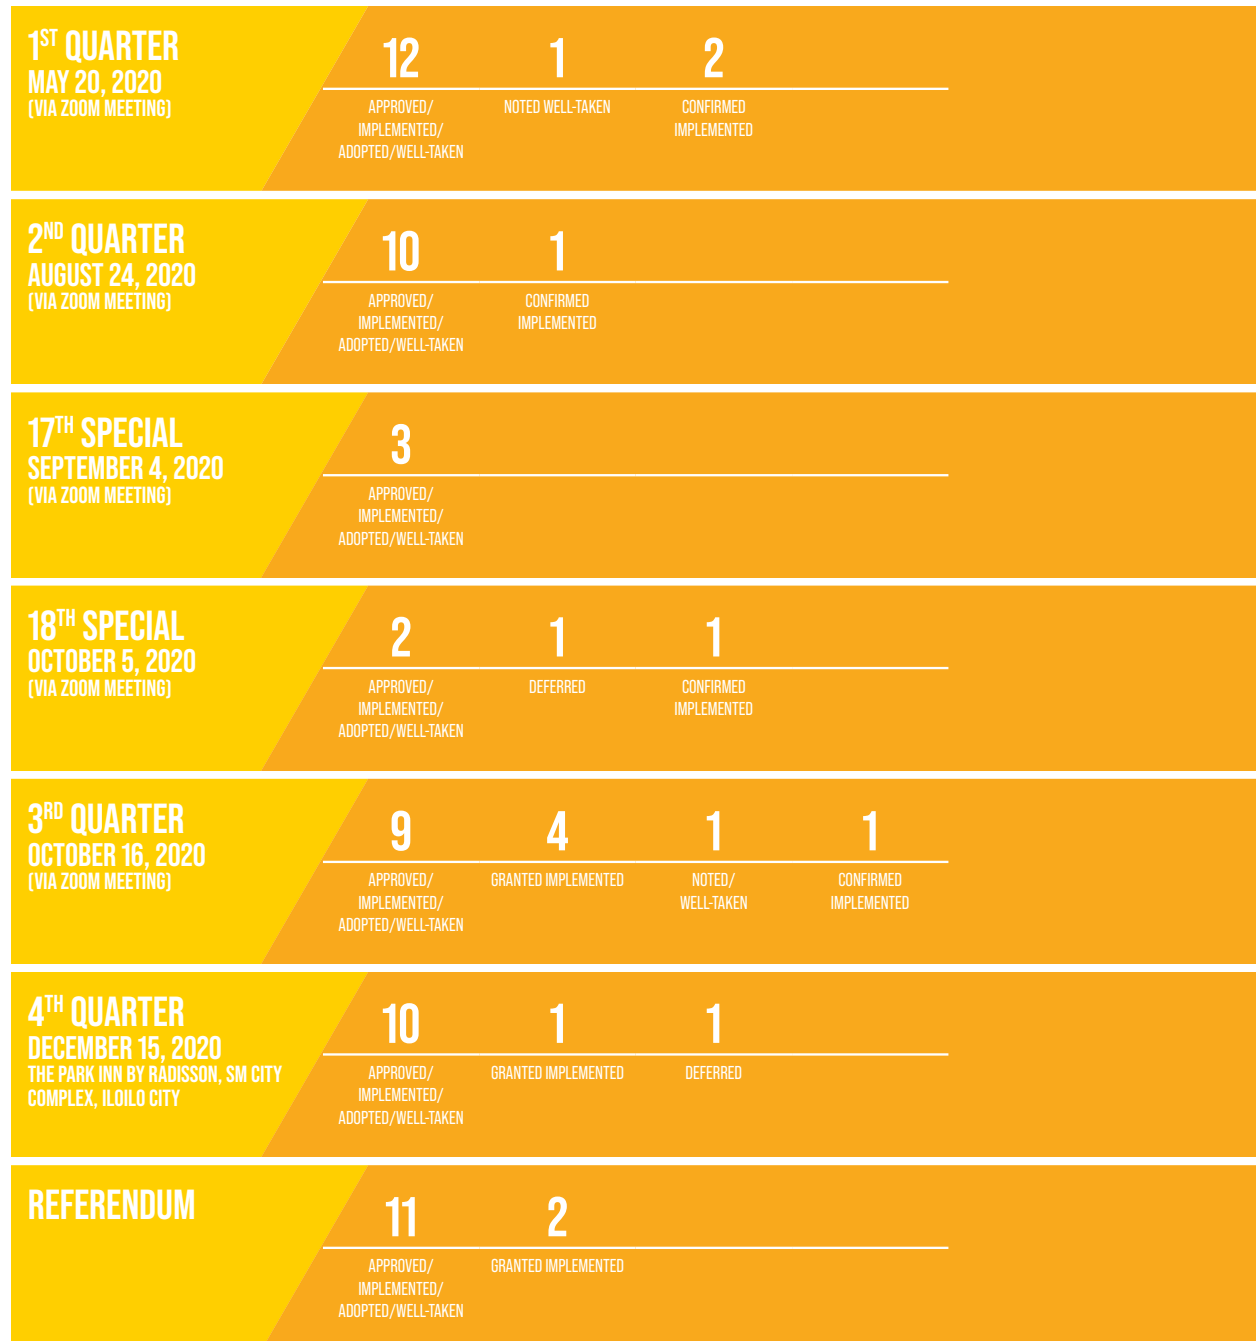 1ST QUARTER
MAY 20, 2020
(VIA ZOOM MEETING)
12
1
2
APPROVED/
IMPLEMENTED/
ADOPTED/WELL-TAKEN
NOTED WELL-TAKEN
CONFIRMED
IMPLEMENTED
2ND QUARTER
AUGUST 24, 2020
(VIA ZOOM MEETING)
10
1
APPROVED/
IMPLEMENTED/
ADOPTED/WELL-TAKEN
CONFIRMED
IMPLEMENTED
17TH SPECIAL
SEPTEMBER 4, 2020
(VIA ZOOM MEETING)
3
APPROVED/
IMPLEMENTED/
ADOPTED/WELL-TAKEN
18TH SPECIAL
OCTOBER 5, 2020
(VIA ZOOM MEETING)
2
1
1
APPROVED/
IMPLEMENTED/
ADOPTED/WELL-TAKEN
DEFERRED
CONFIRMED
IMPLEMENTED
3RD QUARTER
OCTOBER 16, 2020
(VIA ZOOM MEETING)
9
4
1
1
APPROVED/
IMPLEMENTED/
ADOPTED/WELL-TAKEN
GRANTED IMPLEMENTED
NOTED/
WELL-TAKEN
CONFIRMED
IMPLEMENTED
4TH QUARTER
DECEMBER 15, 2020
THE PARK INN BY RADISSON, SM CITY
COMPLEX, ILOILO CITY
10
1
1
APPROVED/
IMPLEMENTED/
ADOPTED/WELL-TAKEN
GRANTED IMPLEMENTED
DEFERRED
REFERENDUM
11
2
APPROVED/
IMPLEMENTED/
ADOPTED/WELL-TAKEN
GRANTED IMPLEMENTED